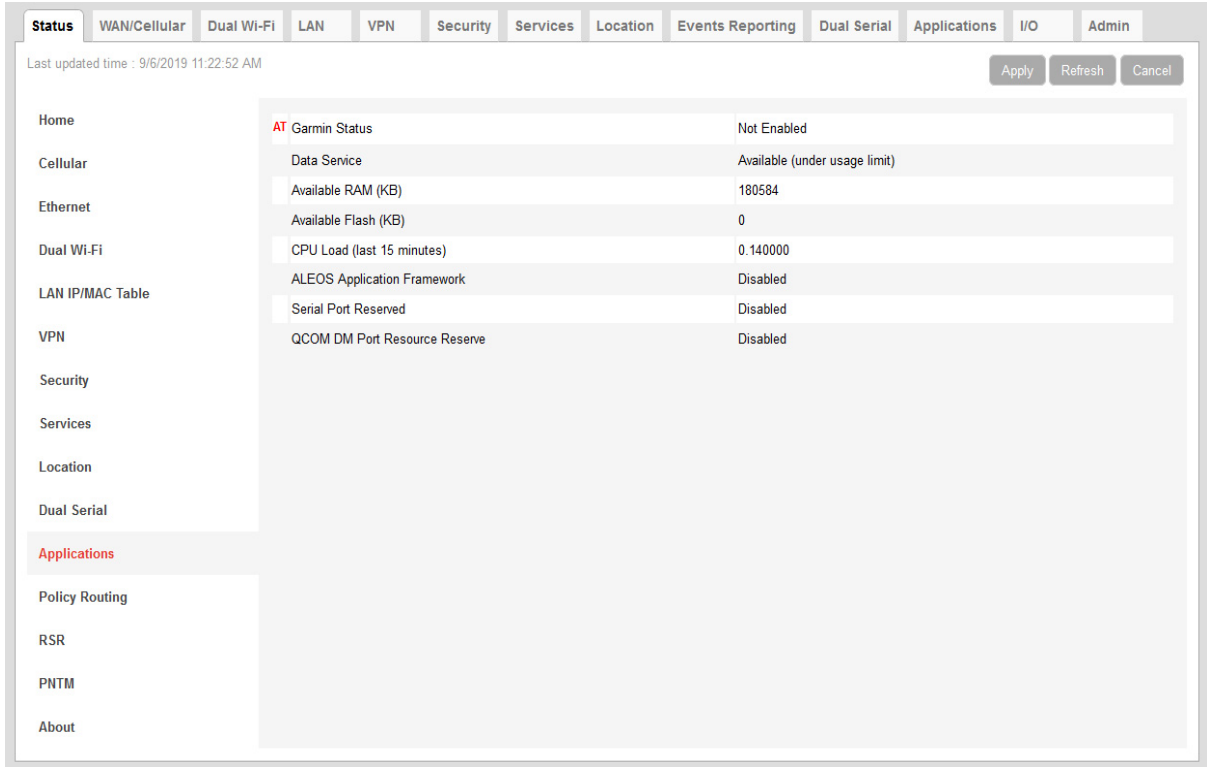 Status WAN/Cellular Dual Wi-Fi LAN VPN Security Services Location Events Reporting Dual Serial Applications I/O Admin
Last updated time : 9/6/2019 11:22:52 AM
Apply Refresh Cancel
Home
Cellular
Ethernet
Dual Wi-Fi
LAN IP/MAC Table
VPN
Security
Services
Location
Dual Serial
Applications
Policy Routing
RSR
PNTM
About
AT Garmin Status Not Enabled
Data Service Available (under usage limit)
Available RAM (KB) 180584
Available Flash (KB) 0
CPU Load (last 15 minutes) 0.140000
ALEOS Application Framework Disabled
Serial Port Reserved Disabled
QCOM DM Port Resource Reserve Disabled